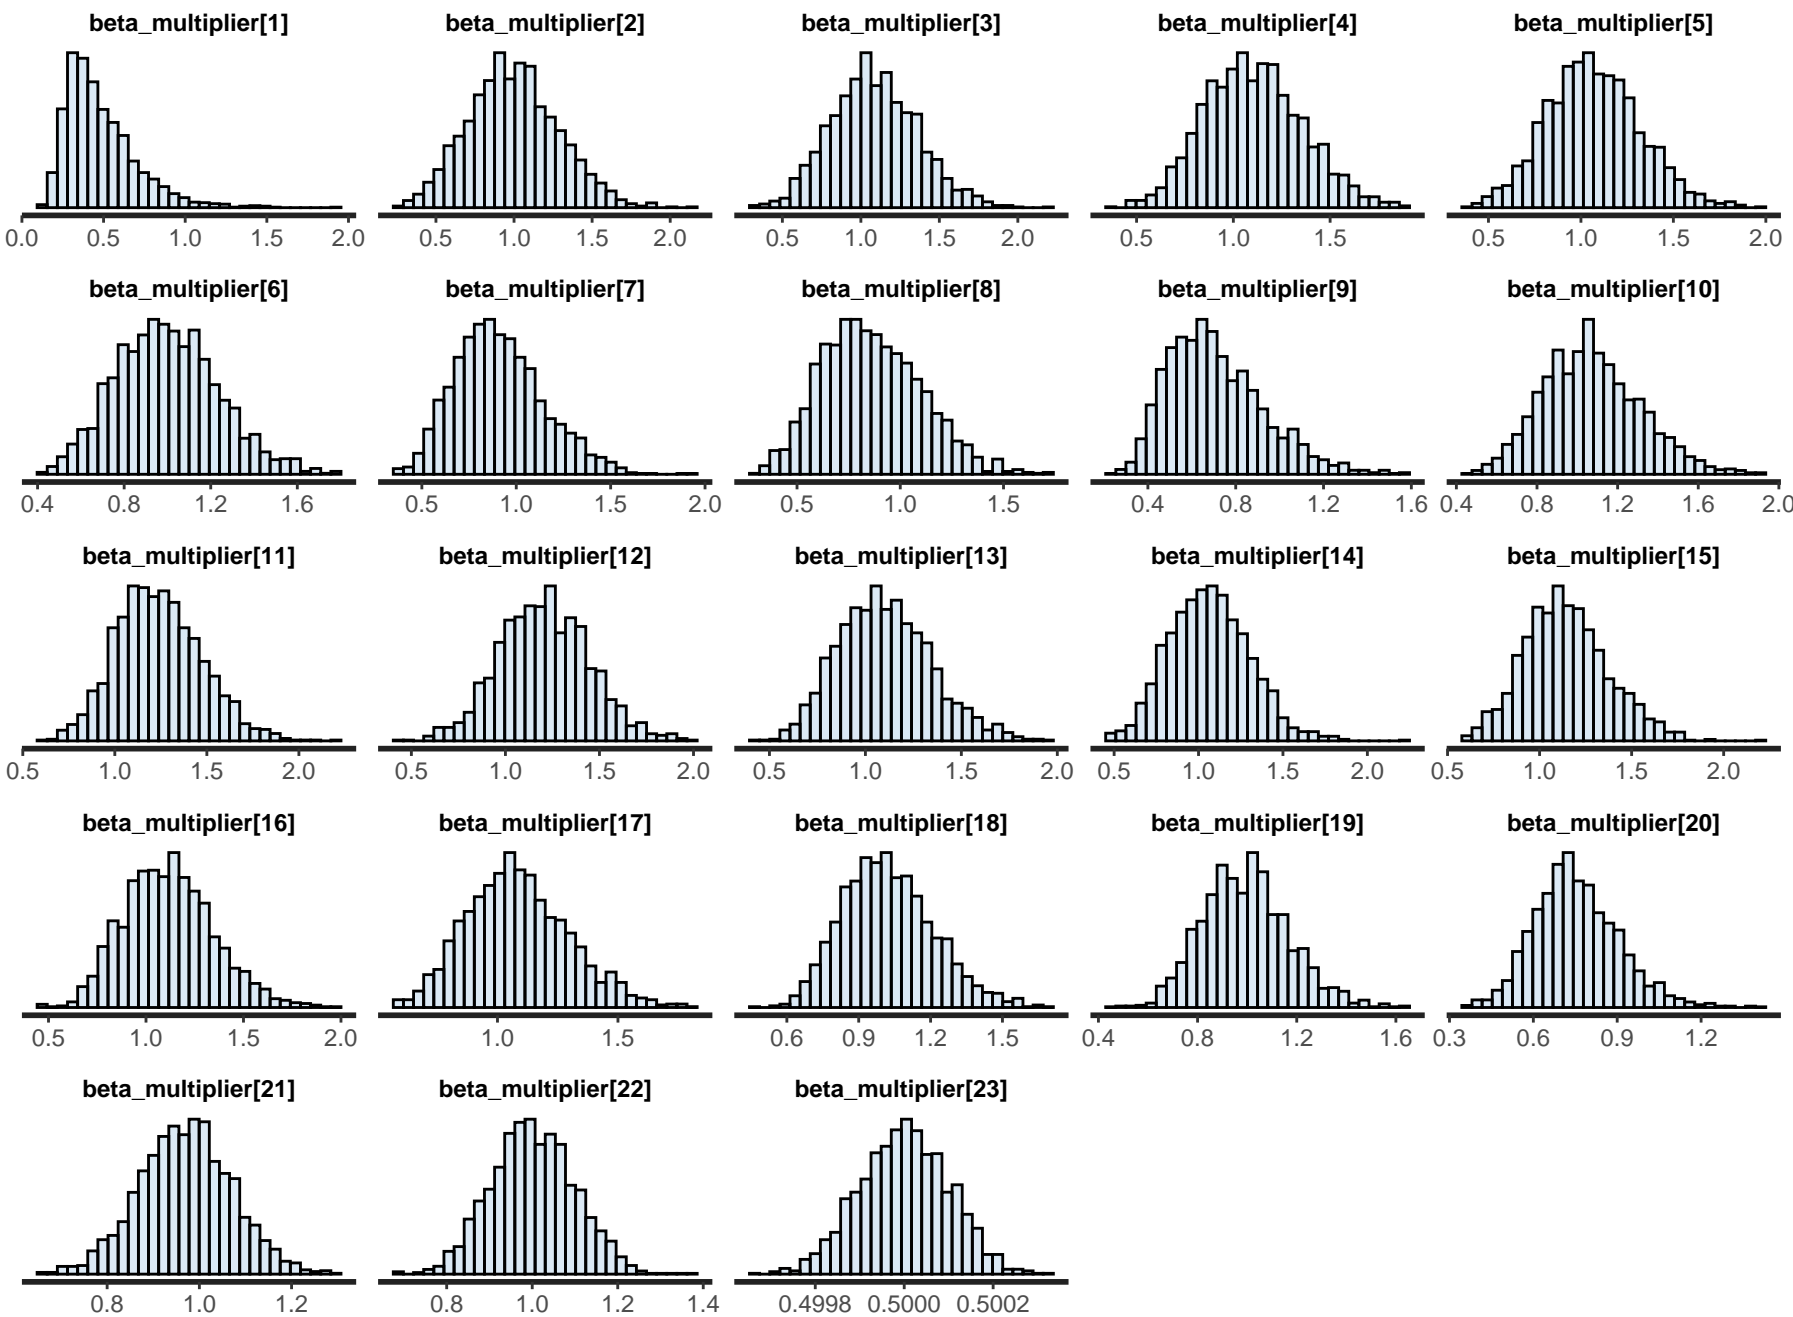 beta_multiplier[1] beta_multiplier[2] beta_multiplier[3] beta_multiplier[4] beta_multiplier[5]
0.0 0.5 1.0 1.5 2.0 0.5 1.0 1.5 2.0 0.5 1.0 1.5 2.0 0.5 1.0 1.5 0.5 1.0 1.5 2.0
beta_multiplier[6] beta_multiplier[7] beta_multiplier[8] beta_multiplier[9] beta_multiplier[10]
0.4 0.8 1.2 1.6 0.5 1.0 1.5 2.0 0.5 1.0 1.5 0.4 0.8 1.2 1.6 0.4 0.8 1.2 1.6 2.0
beta_multiplier[11] beta_multiplier[12] beta_multiplier[13] beta_multiplier[14] beta_multiplier[15]
0.5 1.0 1.5 2.0 0.5 1.0 1.5 2.0 0.5 1.0 1.5 2.0 0.5 1.0 1.5 2.0 0.5 1.0 1.5 2.0
beta_multiplier[16] beta_multiplier[17] beta_multiplier[18] beta_multiplier[19] beta_multiplier[20]
0.5 1.0 1.5 2.0 1.0 1.5 0.6 0.9 1.2 1.5 0.4 0.8 1.2 1.6 0.3 0.6 0.9 1.2
beta_multiplier[21] beta_multiplier[22] beta_multiplier[23]
0.8 1.0 1.2 0.8 1.0 1.2 1.4 0.4998 0.5000 0.5002